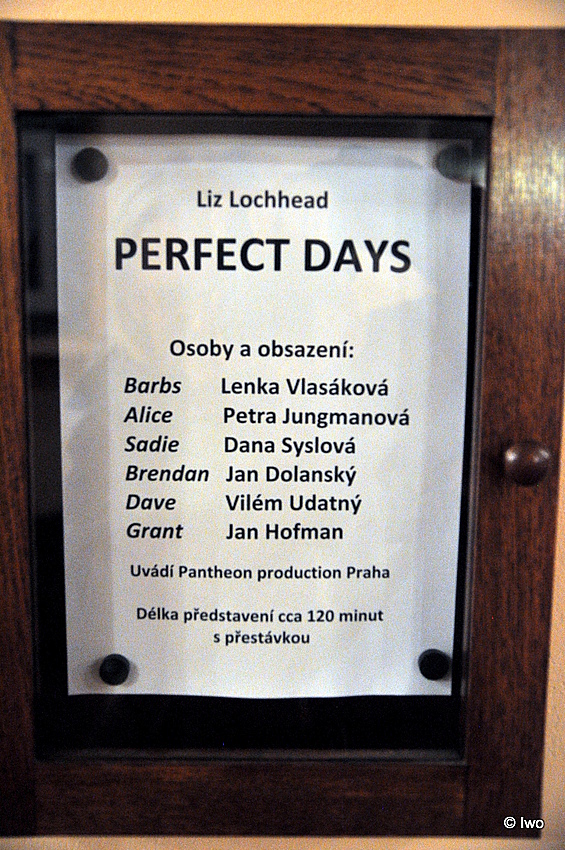 Liz Lochhead
PERFECT DAYS
Osoby a obsazení:
Barbs Lenka Vlasáková
Alice Petra Jungmanová
Sadie Dana Syslová
Brendan Jan Dolanský
Dave Vilém Udatný
Grant Jan Hofman
Uvádí Pantheon production Praha
Délka představení cca 120 minut
s přestávkou
© Iwo